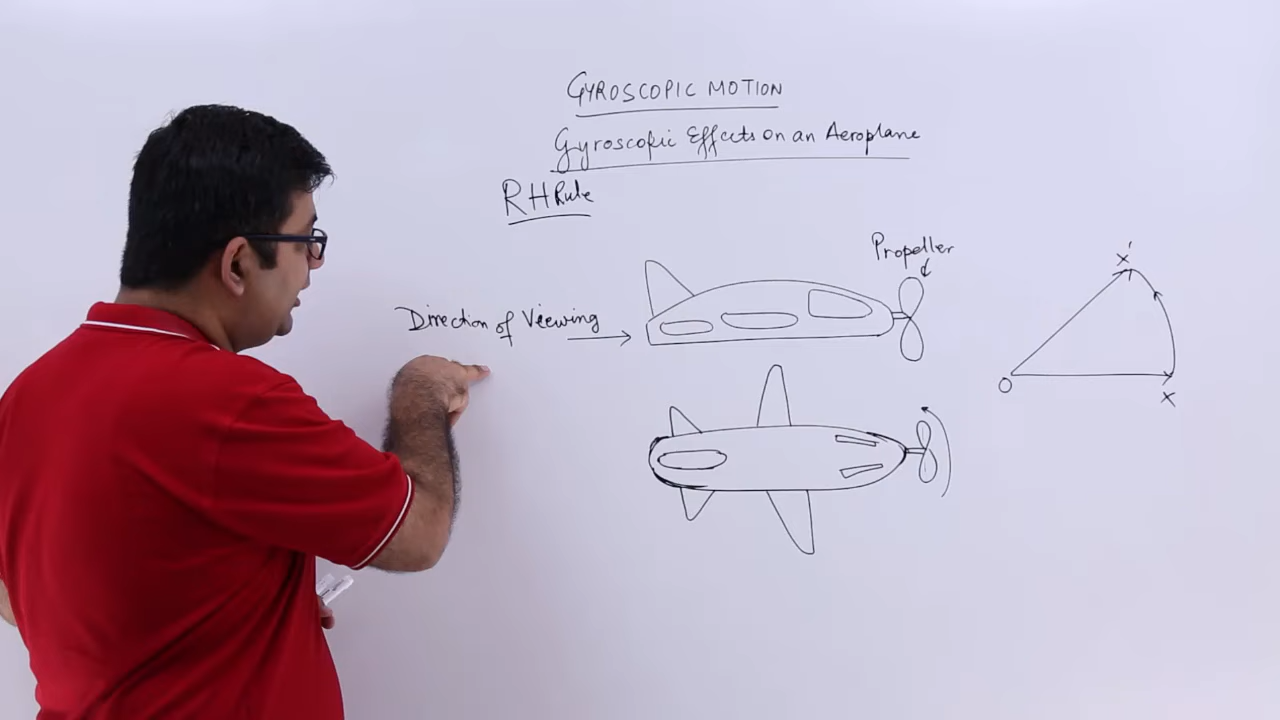 GYROSCOPIC MOTION
Gyroscopic Effects on an Aeroplane
RH Rule
Propeller
Direction of Viewing
X'
O
X